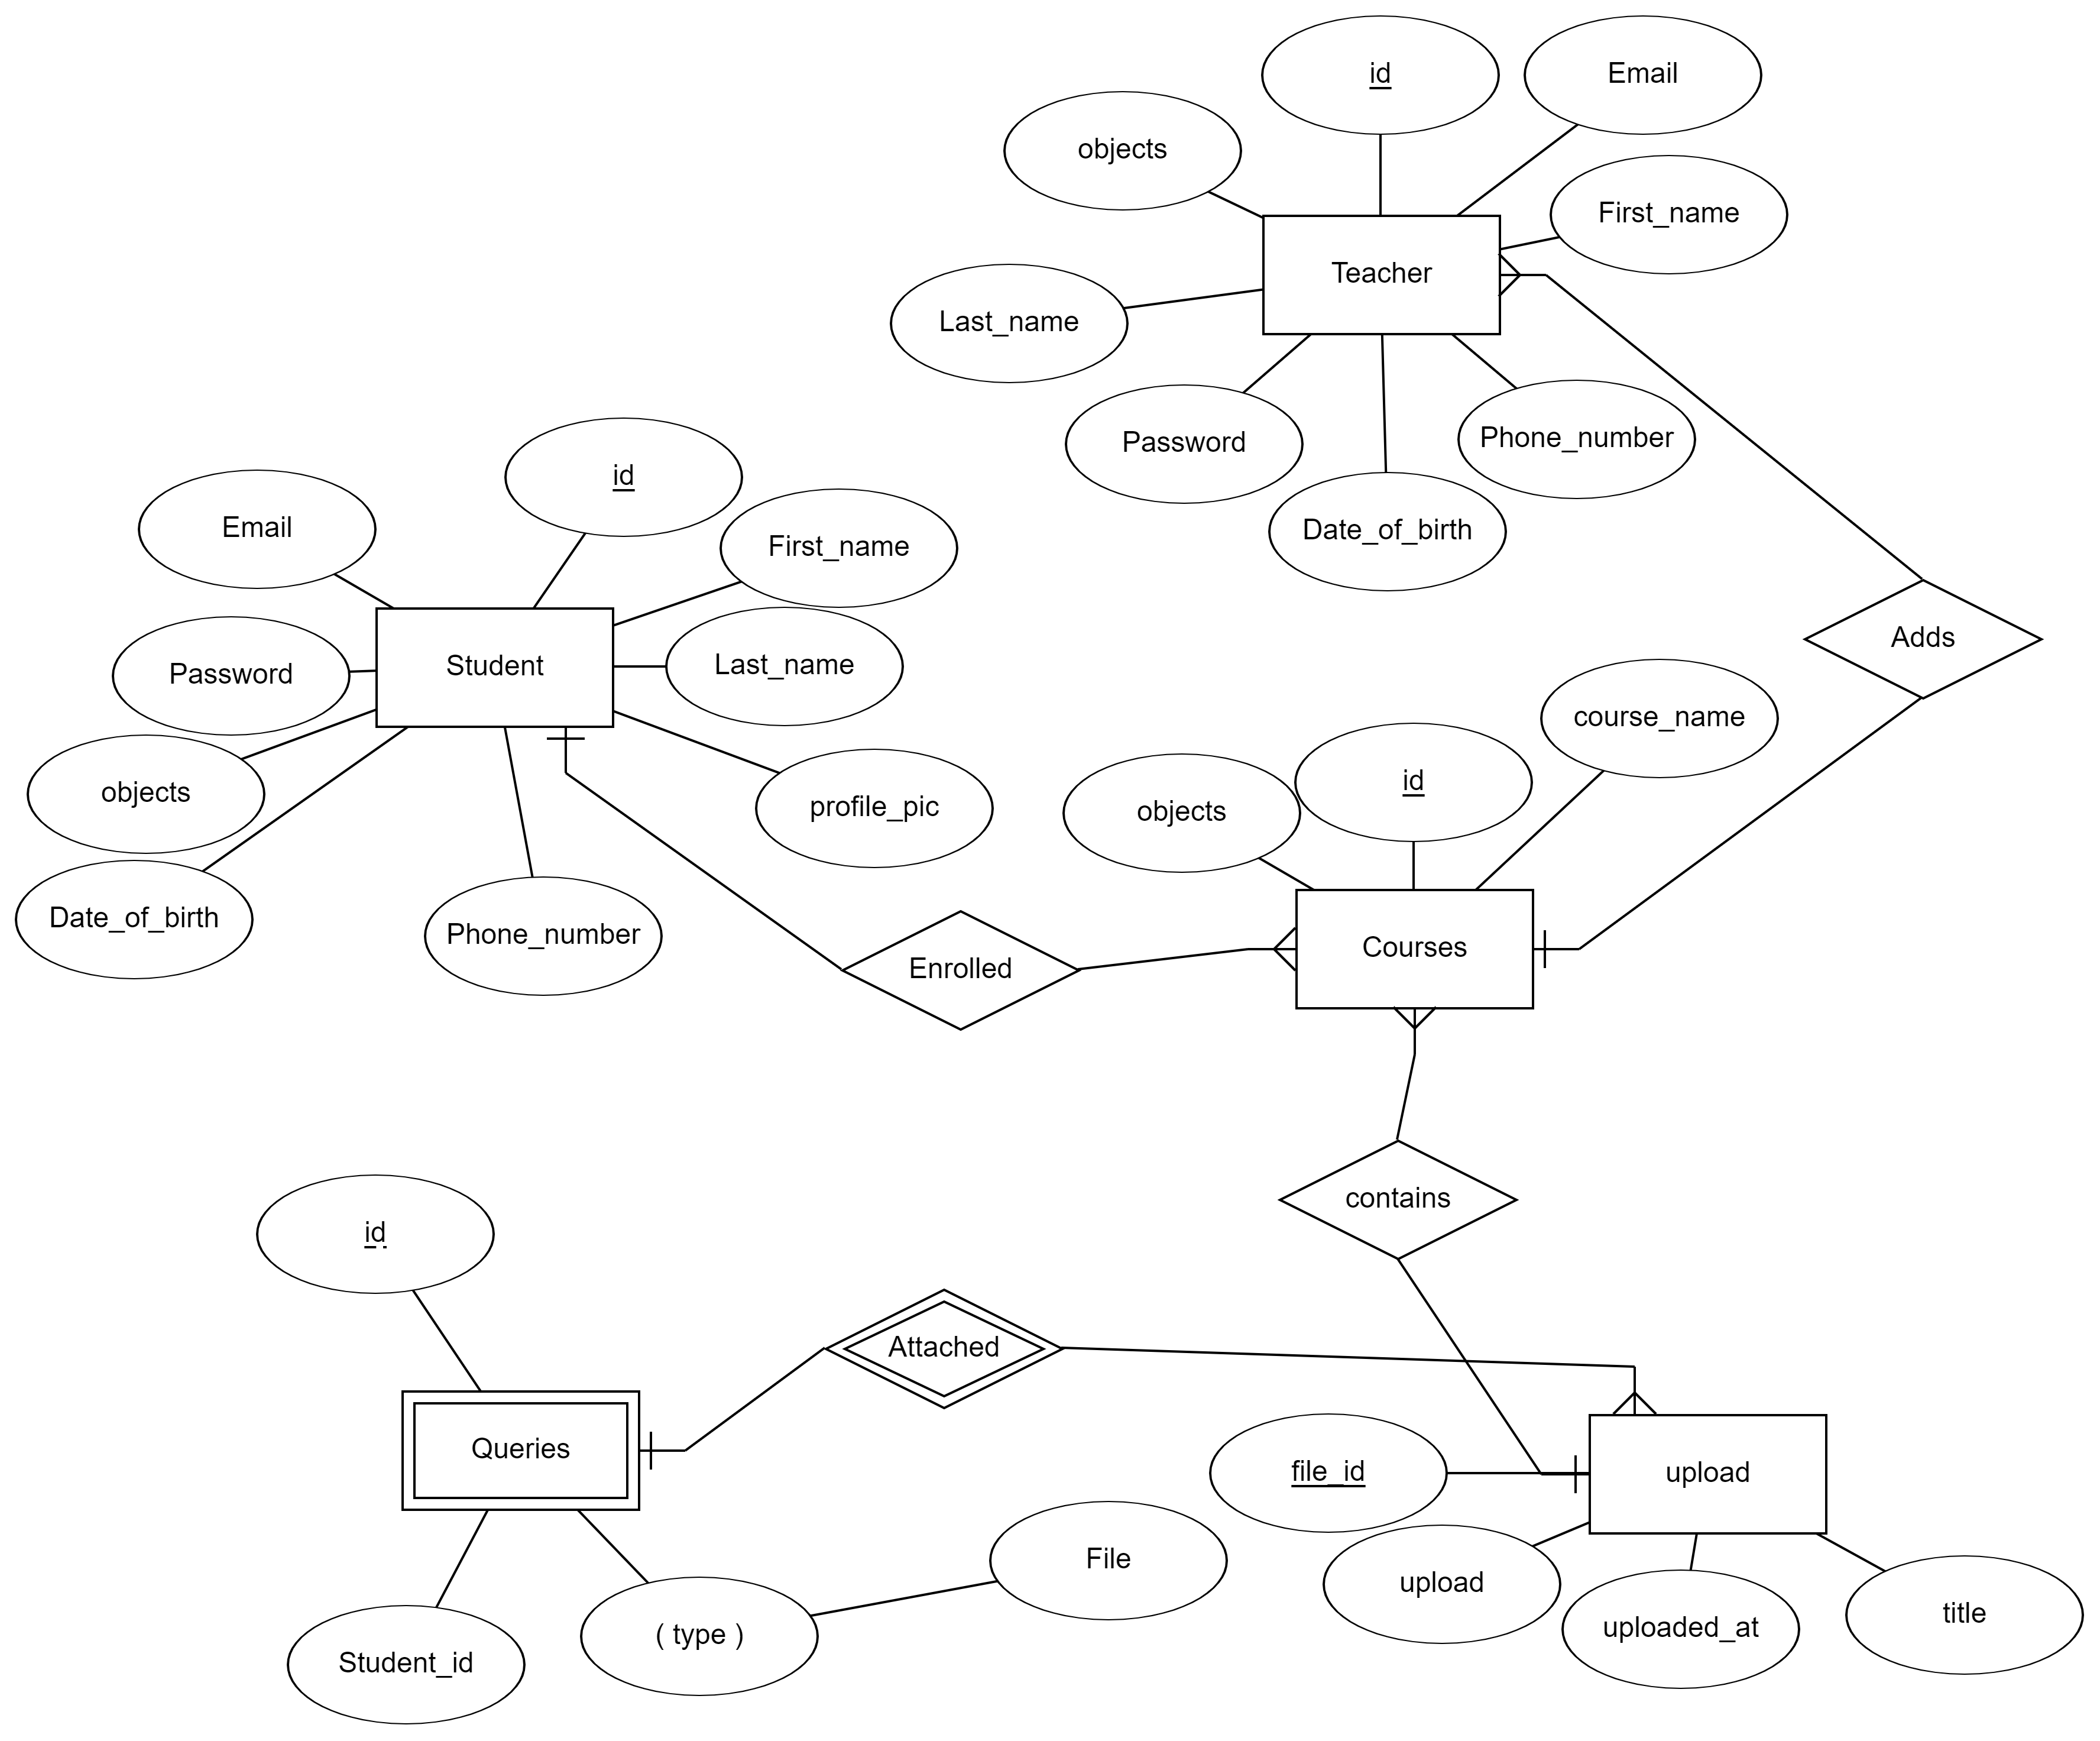 id
Email
objects
First_name
Teacher
Last_name
Password
Phone_number
Date_of_birth
id
Email
First_name
Student
Last_name
Password
objects
profile_pic
Date_of_birth
Phone_number
Adds
course_name
id
objects
Courses
Enrolled
contains
id
Attached
Queries
file_id
upload
File
upload
( type )
uploaded_at
title
Student_id